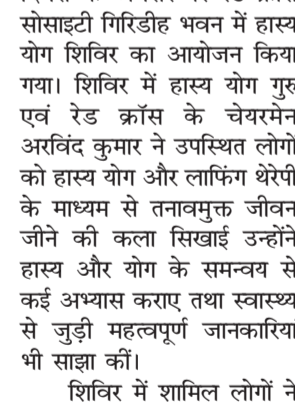 सोसाइटी गिरिडीह भवन में हास्य
योग शिविर का आयोजन किया
गया। शिविर में हास्य योग गुरु
एवं रेड क्रॉस के चेयरमेन
अरविंद कुमार ने उपस्थित लोगों
को हास्य योग और लाफिंग थेरेपी
के माध्यम से तनावमुक्त जीवन
जीने की कला सिखाई उन्होंने
हास्य और योग के समन्वय से
कई अभ्यास कराए तथा स्वास्थ्य
से जुड़ी महत्वपूर्ण जानकारियां
भी साझा कीं।
शिविर में शामिल लोगों ने